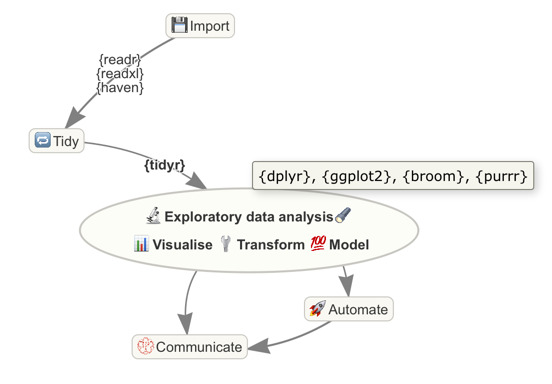 Import
{readr}
{readxl}
{haven}
Tidy
{tidyr}
{dplyr}, {ggplot2}, {broom}, {purrr}
🔬Exploratory data analysis🔭
📊 Visualise 🔧 Transform 💯 Model
🚀Automate
Communicate